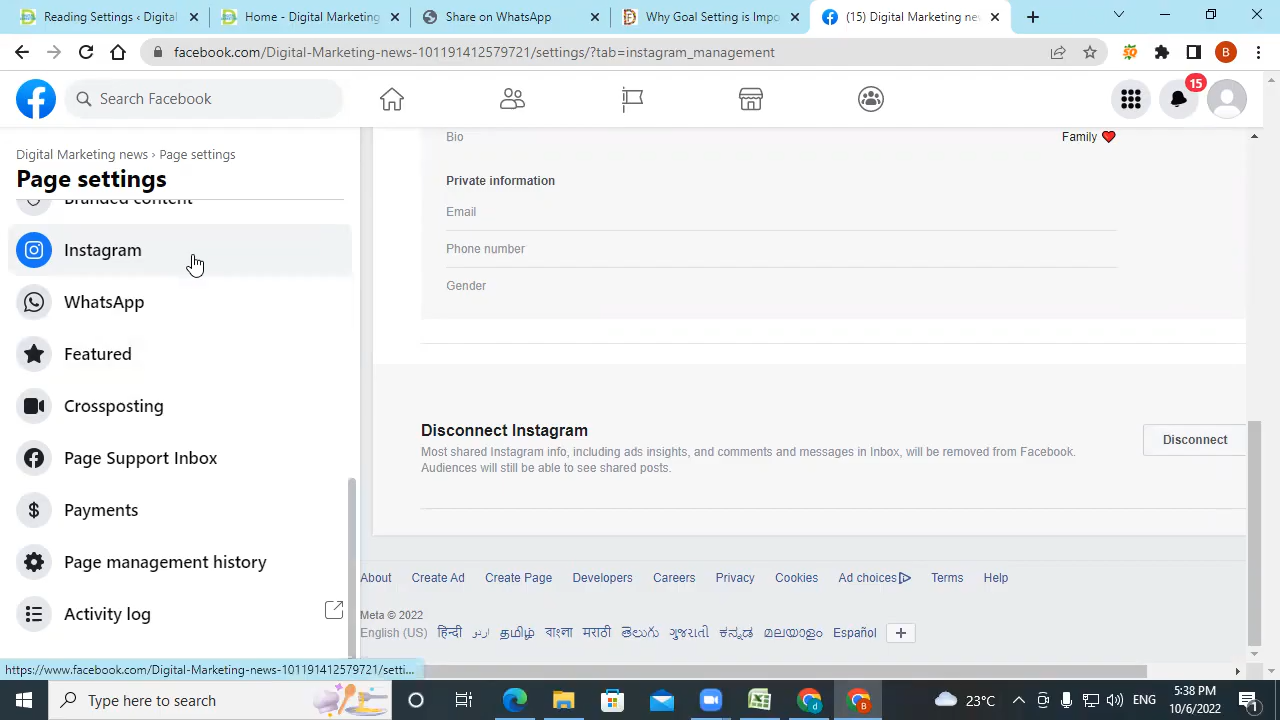 Reading Settings ‹ Digital
Home - Digital Marketing
Share on WhatsApp
Why Goal Setting Impo
(15) Digital Marketing new
facebook.com/Digital-Marketing-news-101191412579721/settings/?tab=instagram_management
B
Search Facebook
15
Digital Marketing news › Page settings
Page settings
Branded content
Instagram
WhatsApp
Featured
Crossposting
Page Support Inbox
Payments
Page management history
Activity log
Bio
Family
Private information
Email
Phone number
Gender
Disconnect Instagram
Most shared Instagram info, including ads insights, and comments and messages in Inbox, will be removed from Facebook.
Audiences will still be able to see shared posts.
Disconnect
About Create Ad Create Page Developers Careers Privacy Cookies Ad choices Terms Help
Meta © 2022
English (US) हिन्दी اردو தமிழ் বাংলা मराठी తెలుగు ગુજરાતી ಕನ್ನಡ മലയാളം Español
https://www.facebook.com/Digital-Marketing-news-101191412579721/setti...
Type here to search
23°C
ENG
5:38 PM
10/6/2022
1